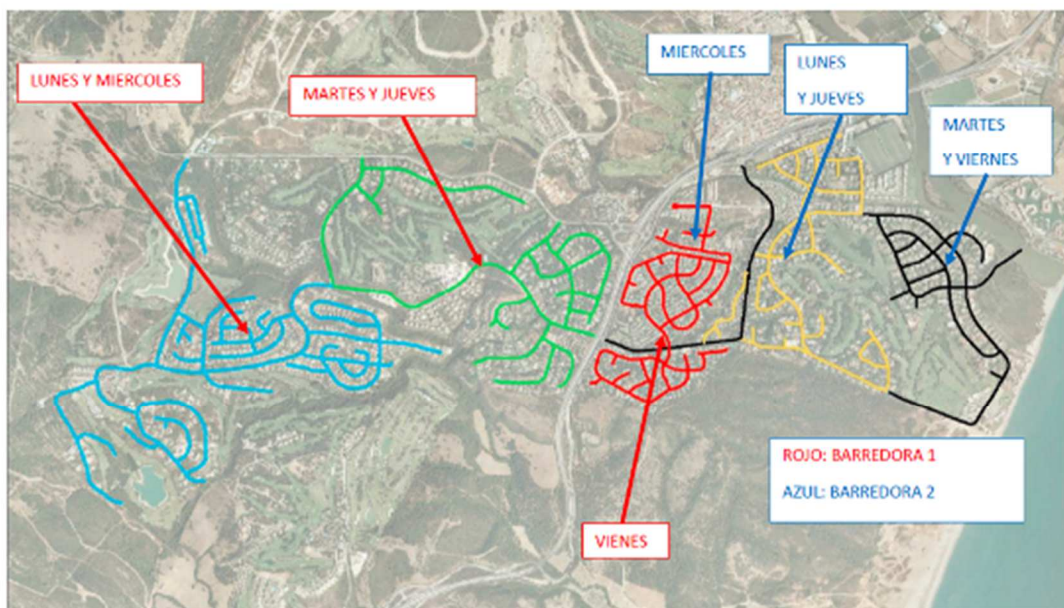 MIERCOLES
LUNES
Y JUEVES
LUNES Y MIERCOLES
MARTES Y JUEVES
MARTES
Y VIERNES
ROJO: BARREDORA 1
AZUL: BARREDORA 2
VIENES